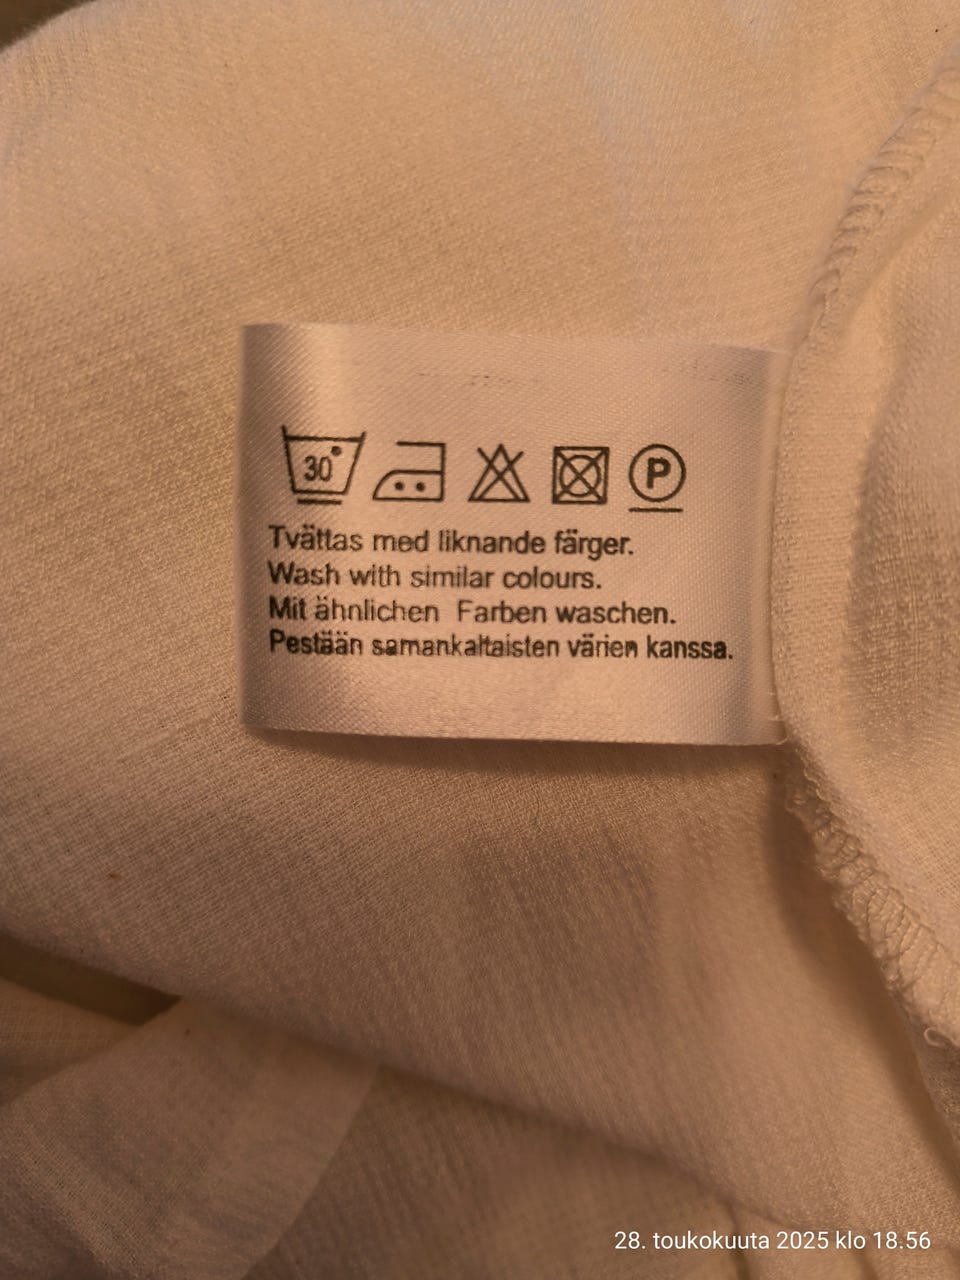 30°
P
Tvättas med liknande färger.
Wash with similar colours.
Mit ähnlichen Farben waschen.
Pestään samankaltaisten värien kanssa.
28. toukokuuta 2025 klo 18.56